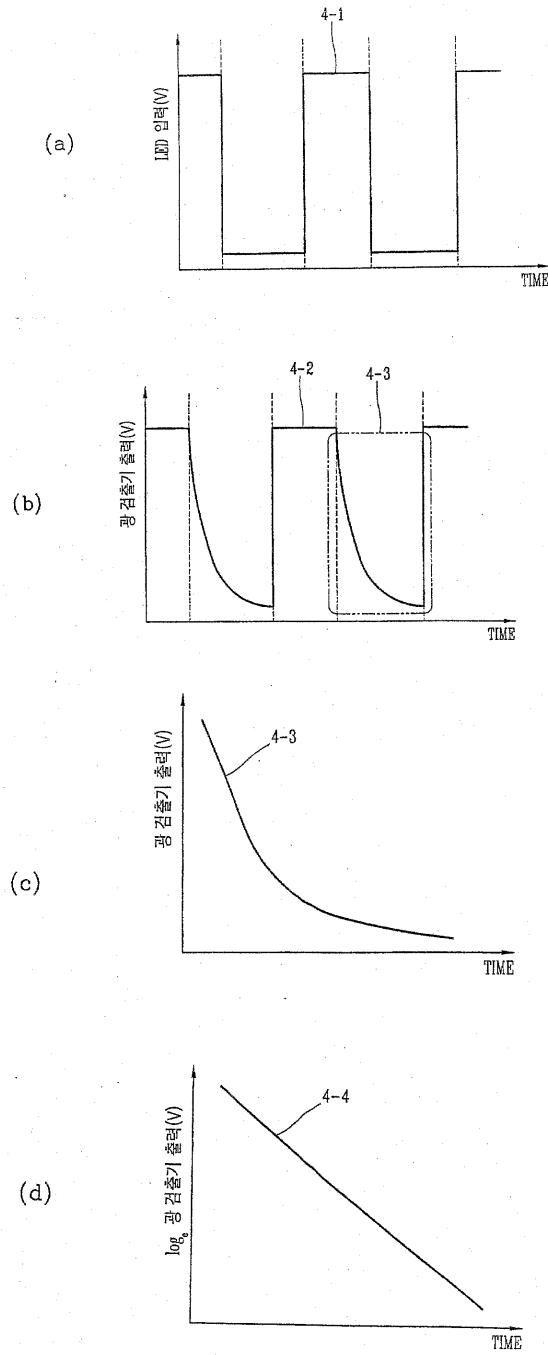 4-1
(a)
LED 입력(V)
TIME
4-2
4-3
(b)
광 검출기 출력(V)
TIME
4-3
(c)
광 검출기 출력(V)
TIME
4-4
(d)
logₑ 광 검출기 출력(V)
TIME